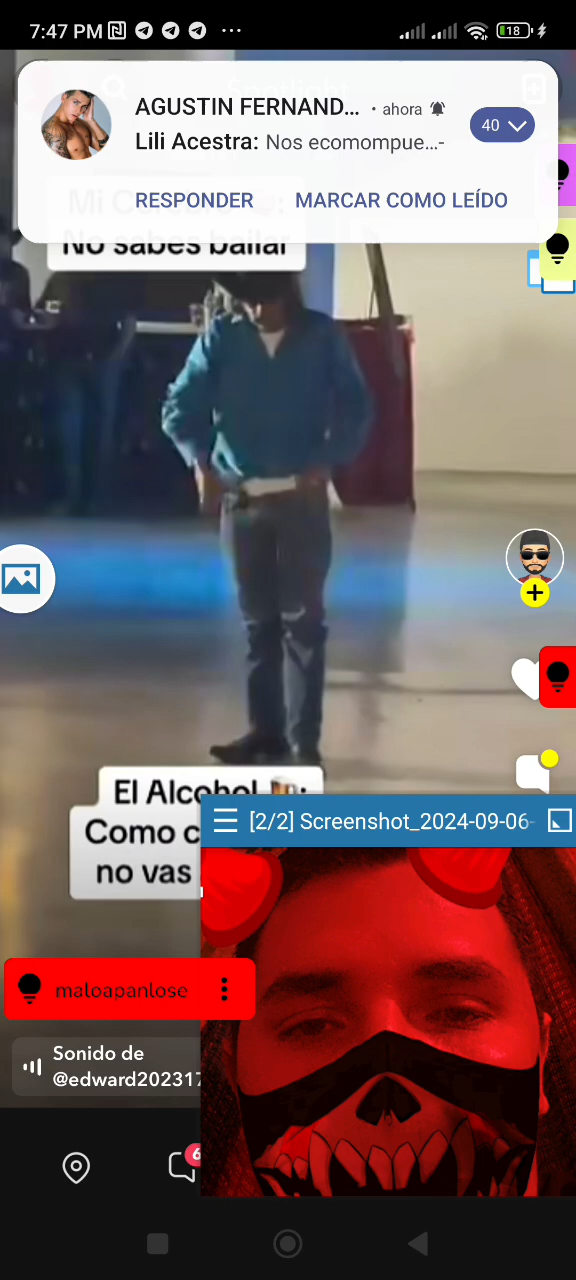 7:47 PM
18
AGUSTIN FERNAND... • ahora
40
Lili Acestra: Nos ecomompue...-
RESPONDER MARCAR COMO LEÍDO
Mi Cerebro :
No sabes bailar
El Alcohol :
Como c
no vas
[2/2] Screenshot_2024-09-06-
maloapanlose
Sonido de
@edward202317
6